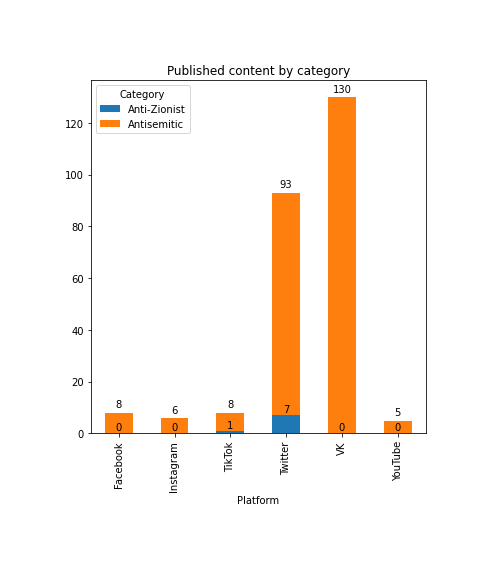 Published content by category
Category
Anti-Zionist
Antisemitic
120
100
80
60
40
20
0
8
0
6
0
8
1
93
7
130
0
5
0
Facebook
Instagram
TikTok
Twitter
VK
YouTube
Platform